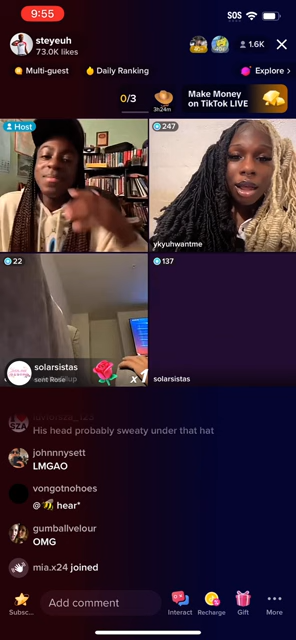 9:55
SOS
steyeuh
73.0K likes
1.6K
Multi-guest
Daily Ranking
Explore >
0/3
3h24m
Make Money
on TikTok LIVE
Host
247
ykyuhwantme
22
137
solarsistas
sent Rose
x1
solarsistas
SZA
His head probably sweaty under that hat
johnnnysett
LMGAO
vongotnohoes
@ 🐝 hear*
gumballvelour
OMG
mia.x24 joined
Subsc...
Add comment
Interact
Recharge
Gift
More